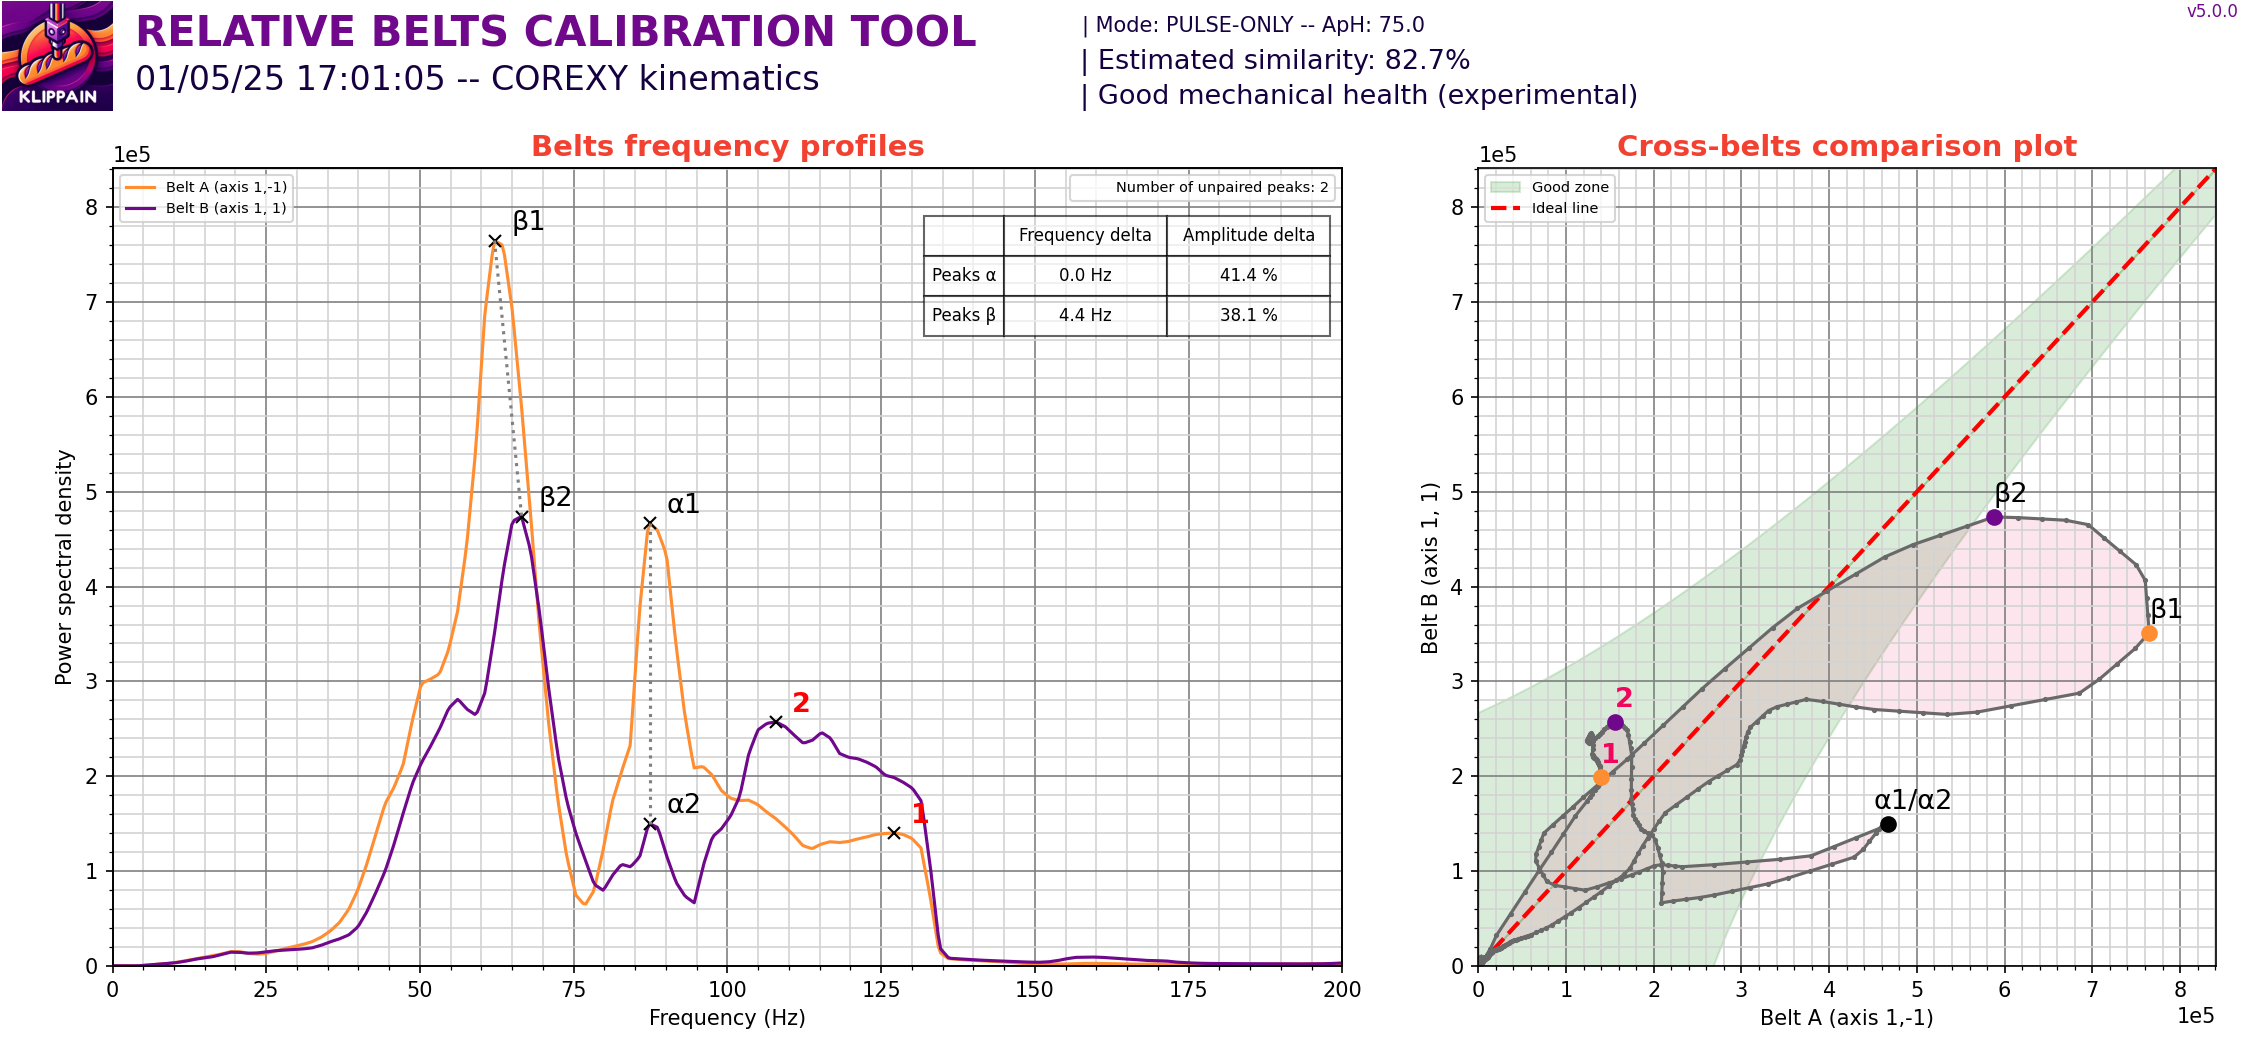 KLIPPAIN
RELATIVE BELTS CALIBRATION TOOL
01/05/25 17:01:05 -- COREXY kinematics
| Mode: PULSE-ONLY -- ApH: 75.0
| Estimated similarity: 82.7%
| Good mechanical health (experimental)
v5.0.0
Belts frequency profiles
1e5
Belt A (axis 1,-1)
Belt B (axis 1, 1)
Number of unpaired peaks: 2
Frequency delta Amplitude delta
Peaks α 0.0 Hz 41.4 %
Peaks β 4.4 Hz 38.1 %
β1
β2
α1
α2
2
1
8
7
6
5
4
3
2
1
0
Power spectral density
0 25 50 75 100 125 150 175 200
Frequency (Hz)
Cross-belts comparison plot
1e5
Good zone
Ideal line
β2
β1
2
1
α1/α2
8
7
6
5
4
3
2
1
0
Belt B (axis 1, 1)
0 1 2 3 4 5 6 7 8
Belt A (axis 1,-1)
1e5